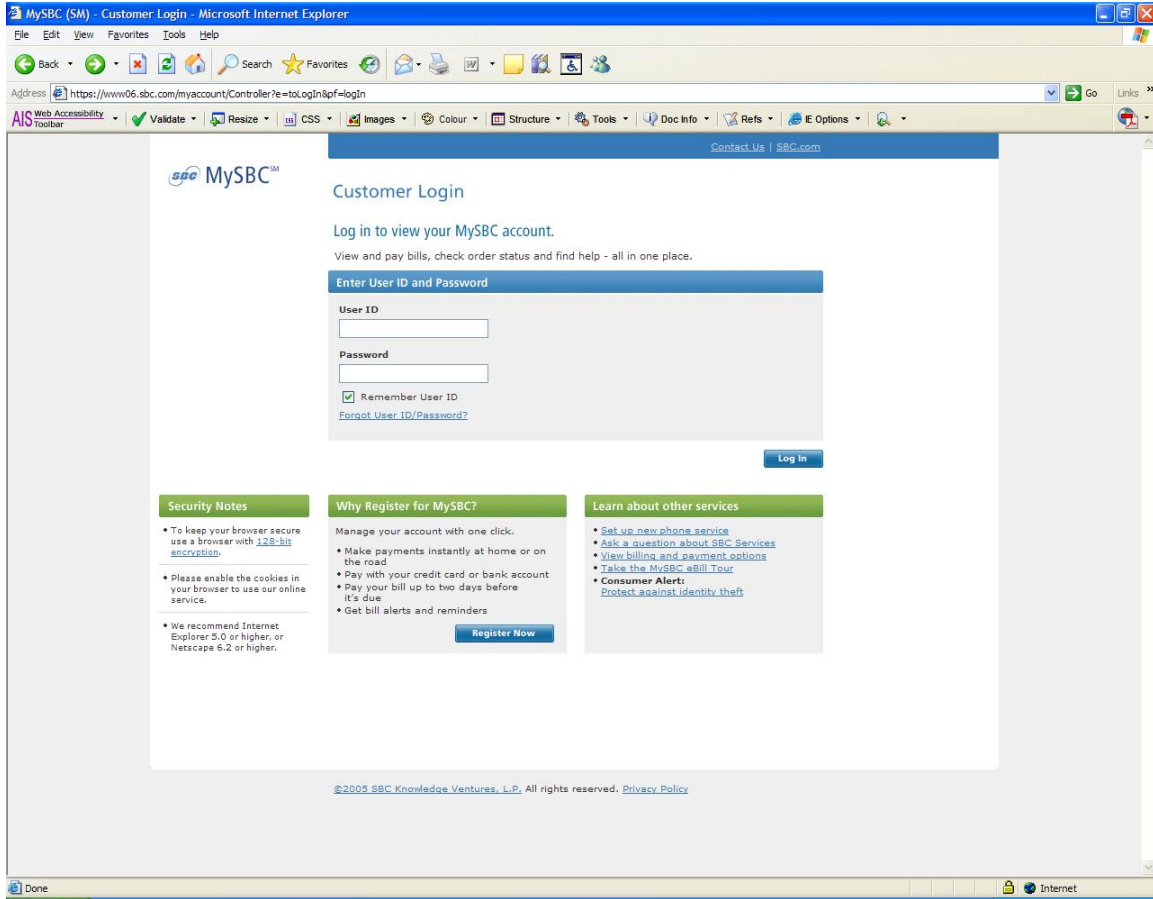 MySBC (SM) - Customer Login - Microsoft Internet Explorer
File Edit View Favorites Tools Help
Back Search Favorites
Address https://www06.sbc.com/myaccount/Controller?e=toLogIn&pf=logIn Go Links »
AIS Web Accessibility Toolbar Validate Resize CSS Images Colour Structure Tools Doc Info Refs IE Options
Contact Us | SBC.com
sbc MySBC℠
Customer Login
Log in to view your MySBC account.
View and pay bills, check order status and find help - all in one place.
Enter User ID and Password
User ID
Password
Remember User ID
Forgot User ID/Password?
Log In
Security Notes
• To keep your browser secure
use a browser with 128-bit
encryption.
• Please enable the cookies in
your browser to use our online
service.
• We recommend Internet
Explorer 5.0 or higher, or
Netscape 6.2 or higher.
Why Register for MySBC?
Manage your account with one click.
• Make payments instantly at home or on
the road
• Pay with your credit card or bank account
• Pay your bill up to two days before
it's due
• Get bill alerts and reminders
Register Now
Learn about other services
• Set up new phone service
• Ask a question about SBC Services
• View billing and payment options
• Take the MySBC eBill Tour
• Consumer Alert:
Protect against identity theft
©2005 SBC Knowledge Ventures, L.P. All rights reserved. Privacy Policy
Done Internet